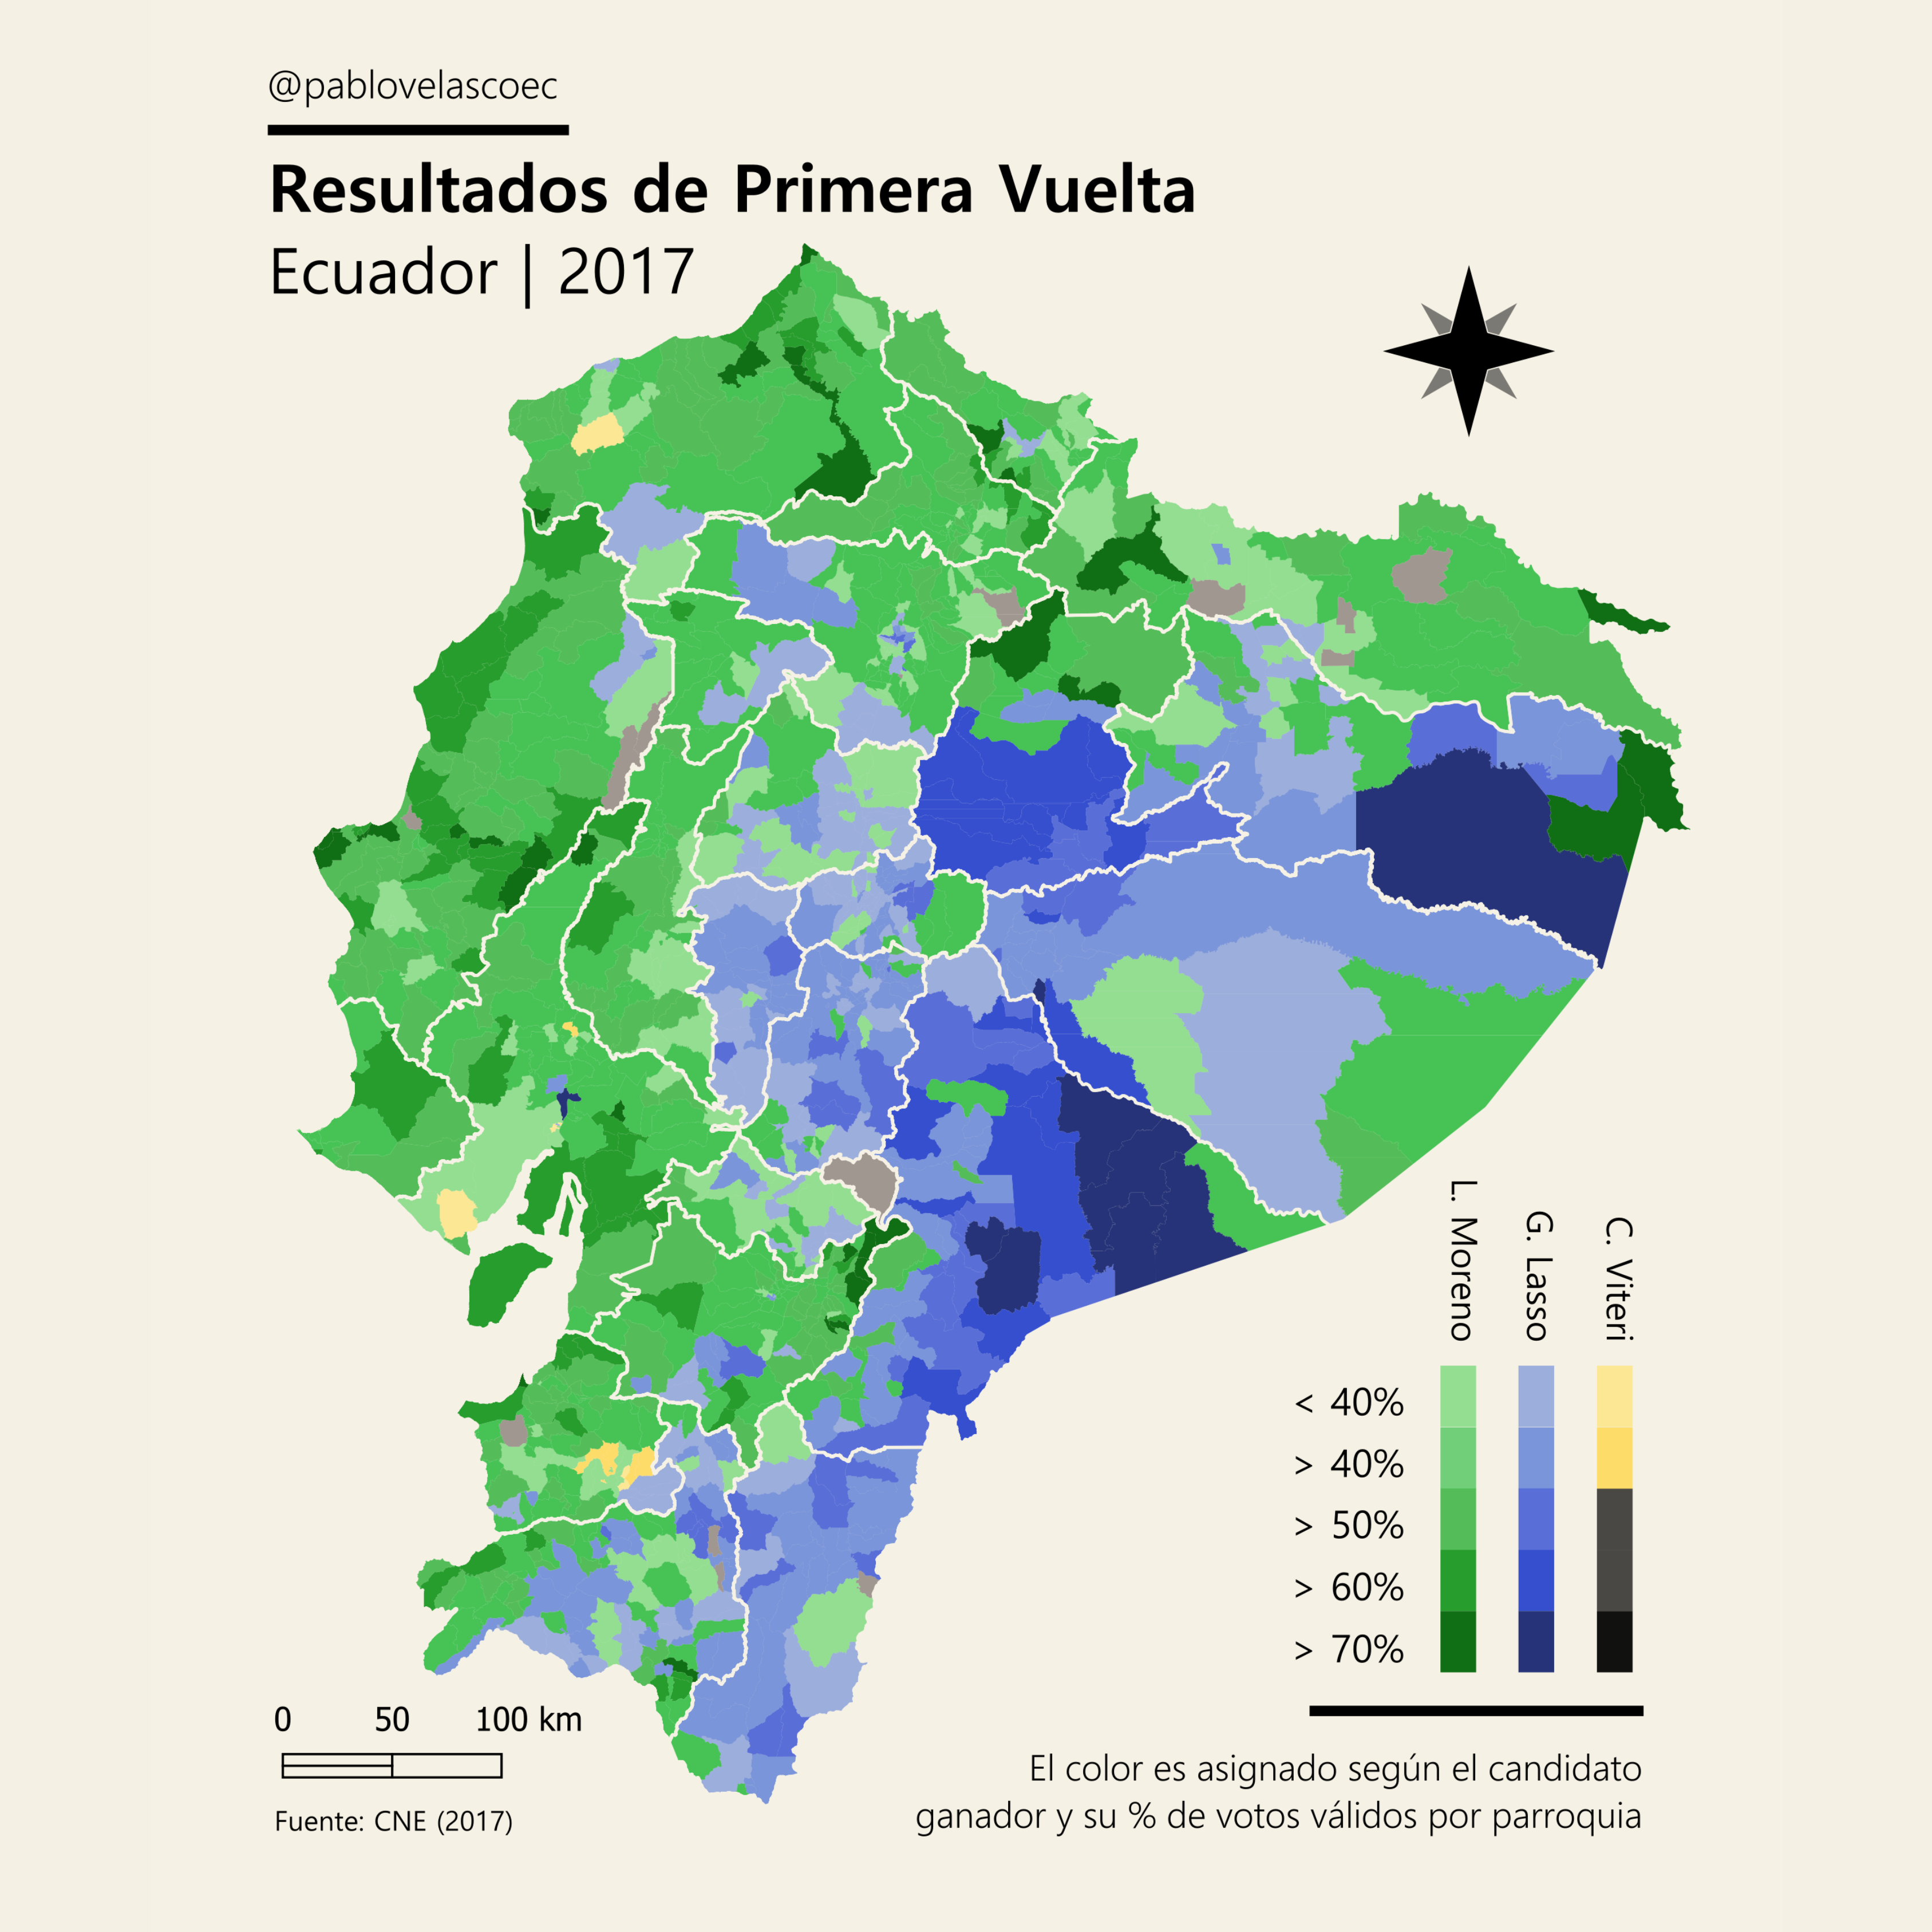 @pablovelascoec
Resultados de Primera Vuelta
Ecuador | 2017
L. Moreno
G. Lasso
C. Viteri
< 40%
> 40%
> 50%
> 60%
> 70%
0 50 100 km
Fuente: CNE (2017)
El color es asignado según el candidato
ganador y su % de votos válidos por parroquia